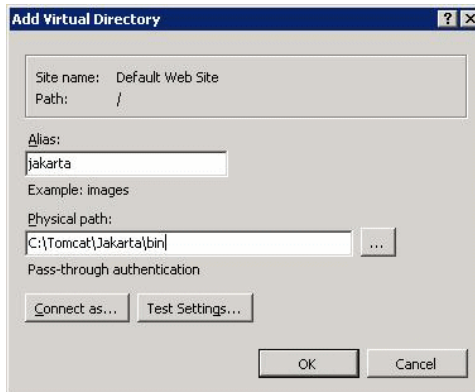 Add Virtual Directory
Site name: Default Web Site
Path: /
Alias:
jakarta
Example: images
Physical path:
C:\Tomcat\Jakarta\bin
...
Pass-through authentication
Connect as... Test Settings...
OK Cancel